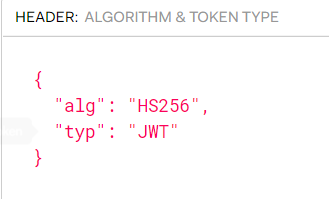 HEADER: ALGORITHM & TOKEN TYPE
{
"alg": "HS256",
"typ": "JWT"
}